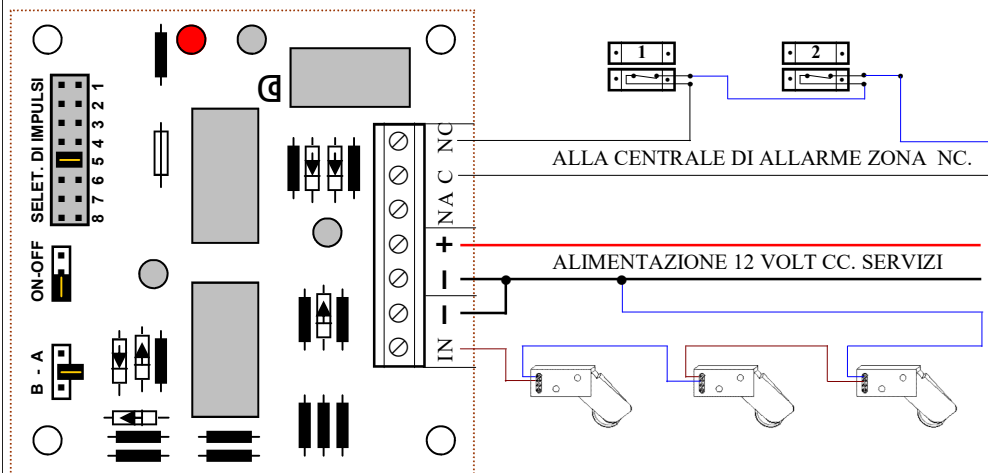 SELET. DI IMPULSI
1
2
3
4
5
6
7
8
ON-OFF
B - A
NC
C
NA
+
–
–
IN
1
2
ALLA CENTRALE DI ALLARME ZONA NC.
ALIMENTAZIONE 12 VOLT CC. SERVIZI